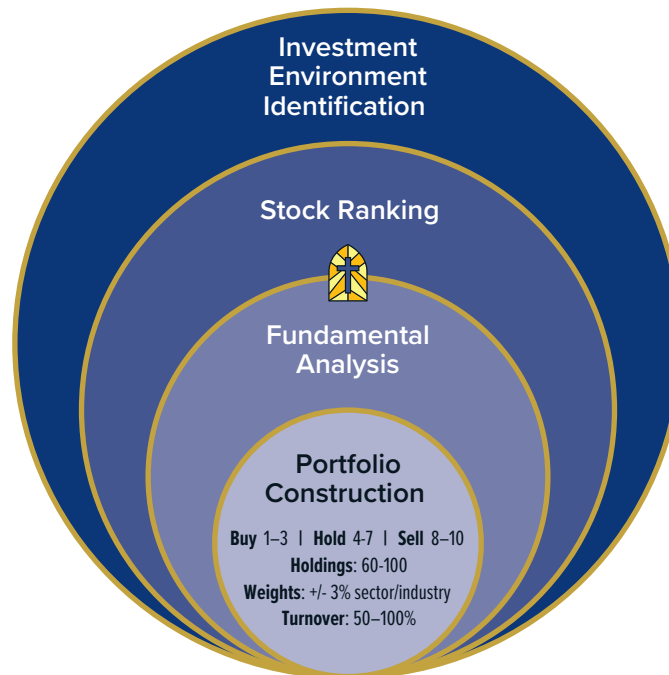 Investment
Environment
Identification
Stock Ranking
Fundamental
Analysis
Portfolio
Construction
Buy 1–3 | Hold 4-7 | Sell 8–10
Holdings: 60-100
Weights: +/- 3% sector/industry
Turnover: 50–100%